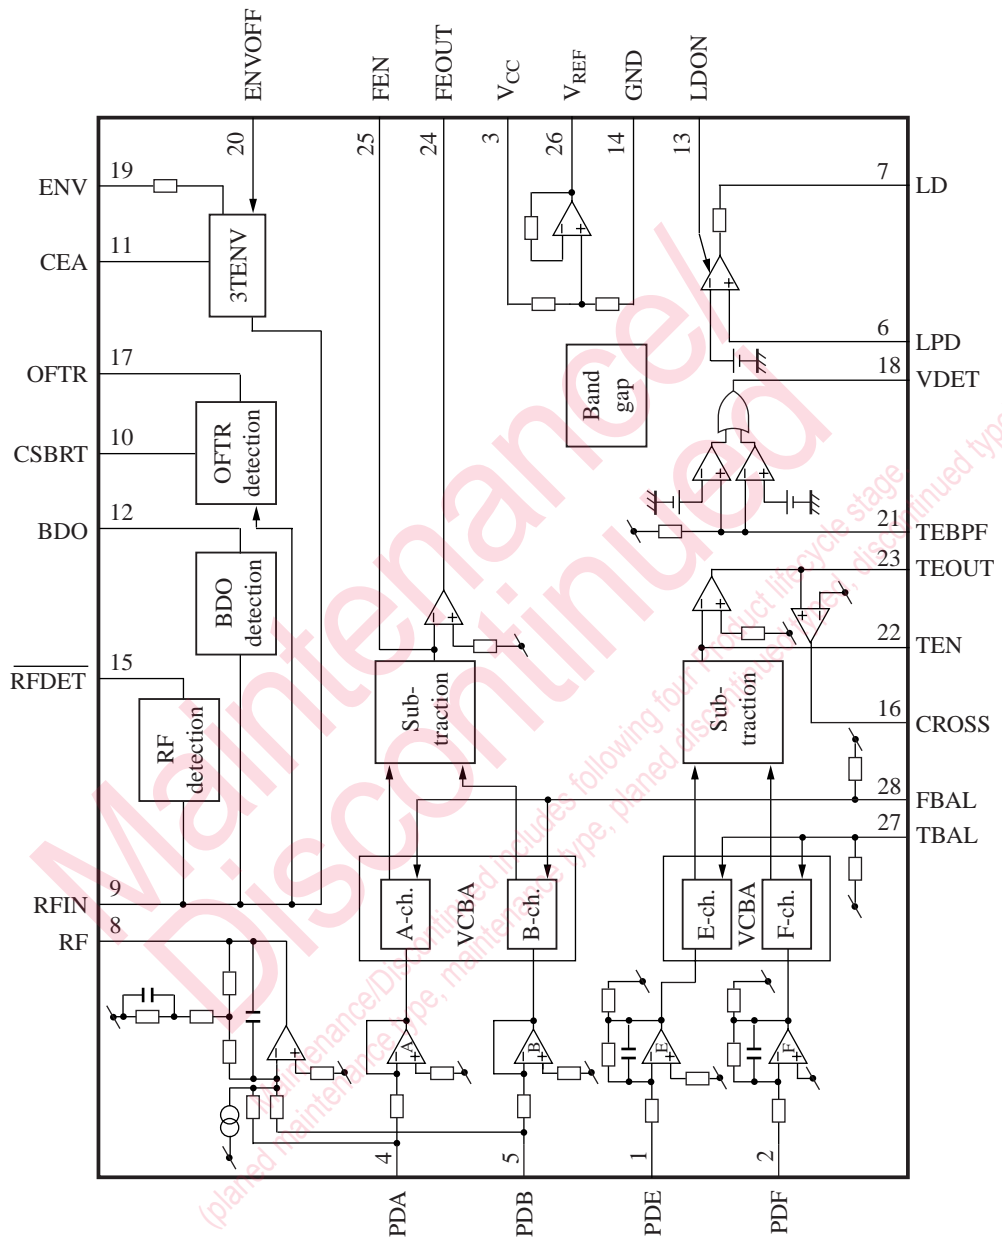 ENVOFF
FEN
FEOUT
VCC
VREF
GND
LDON
20
25
24
3
26
14
13
ENV
19
CEA
11
3TENV
OFTR
17
CSBRT
10
OFTR
detection
BDO
12
BDO
detection
RFDET
15
RF
detection
RFIN
9
RF
8
7
LD
6
LPD
18
VDET
21
TEBPF
23
TEOUT
22
TEN
16
CROSS
28
FBAL
27
TBAL
Band
gap
Sub-
traction
Sub-
traction
A-ch.
VCBA
B-ch.
E-ch.
VCBA
F-ch.
A
B
E
F
4
5
1
2
PDA
PDB
PDE
PDF
Maintenance/
Discontinued
Maintenance/Discontinued includes following four Product lifecycle stage.
(planed maintenance type, maintenance type, planed discontinued typed, discontinued type)